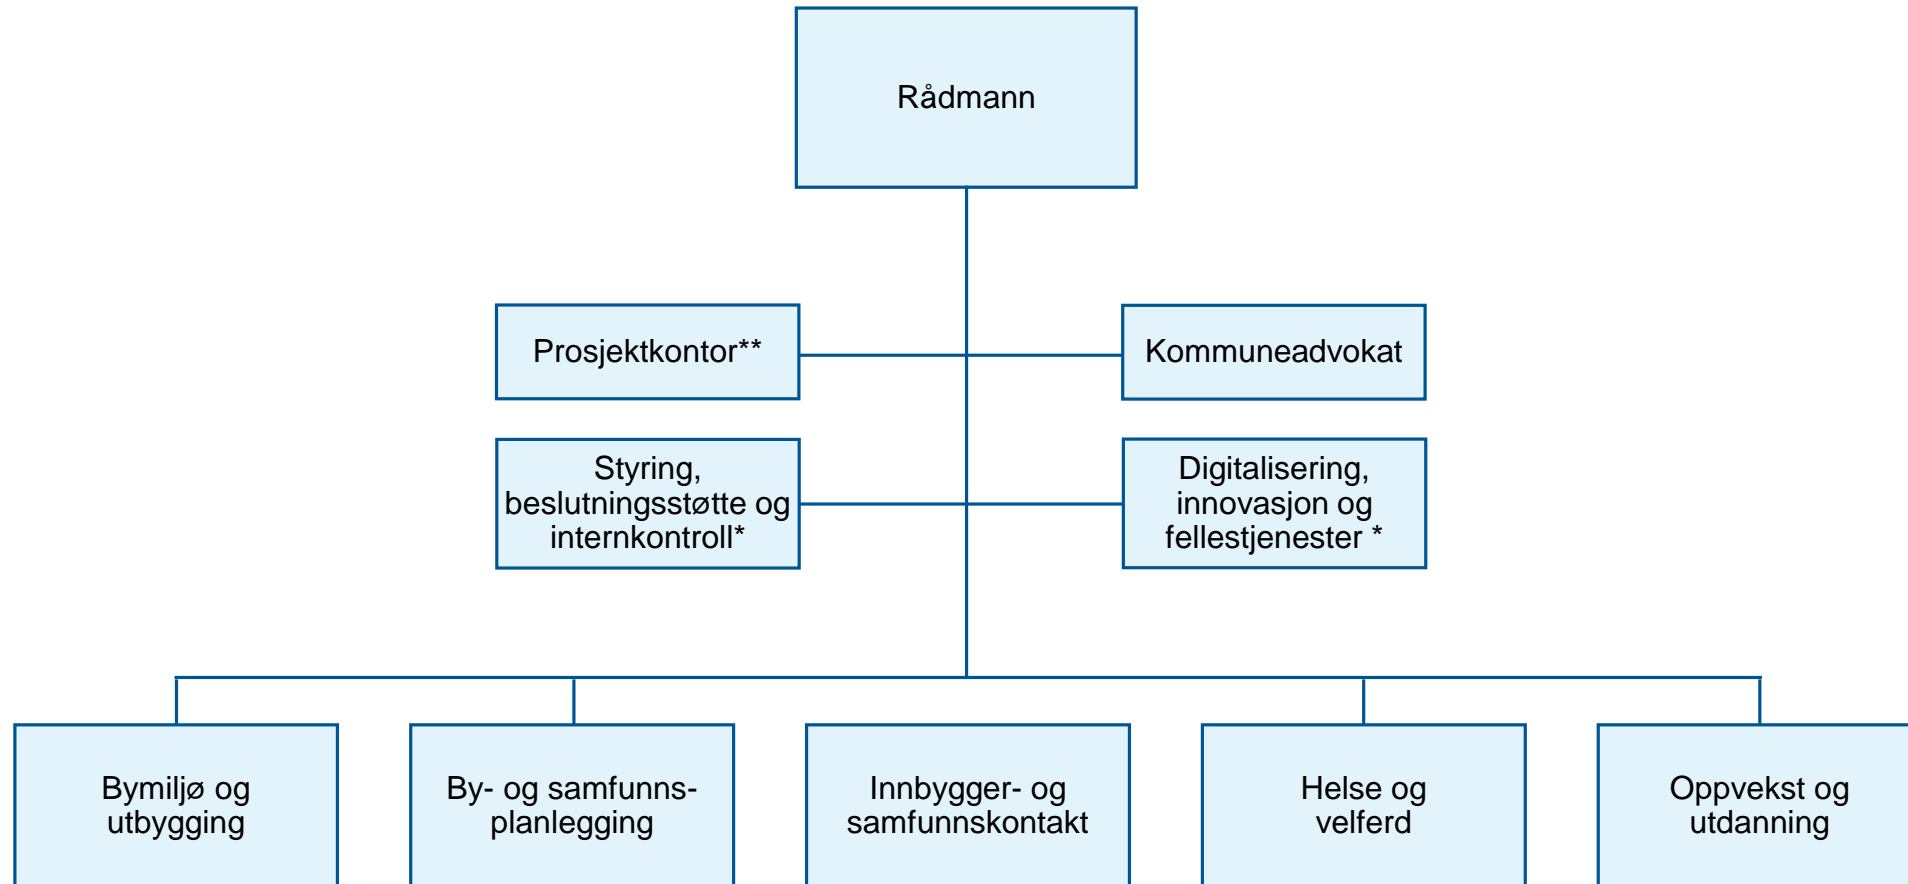 Rådmann
Prosjektkontor**
Kommuneadvokat
Styring,
beslutningsstøtte og
internkontroll*
Digitalisering,
innovasjon og
fellestjenester *
Bymiljø og
utbygging
By- og samfunns-
planlegging
Innbygger- og
samfunnskontakt
Helse og
velferd
Oppvekst og
utdanning